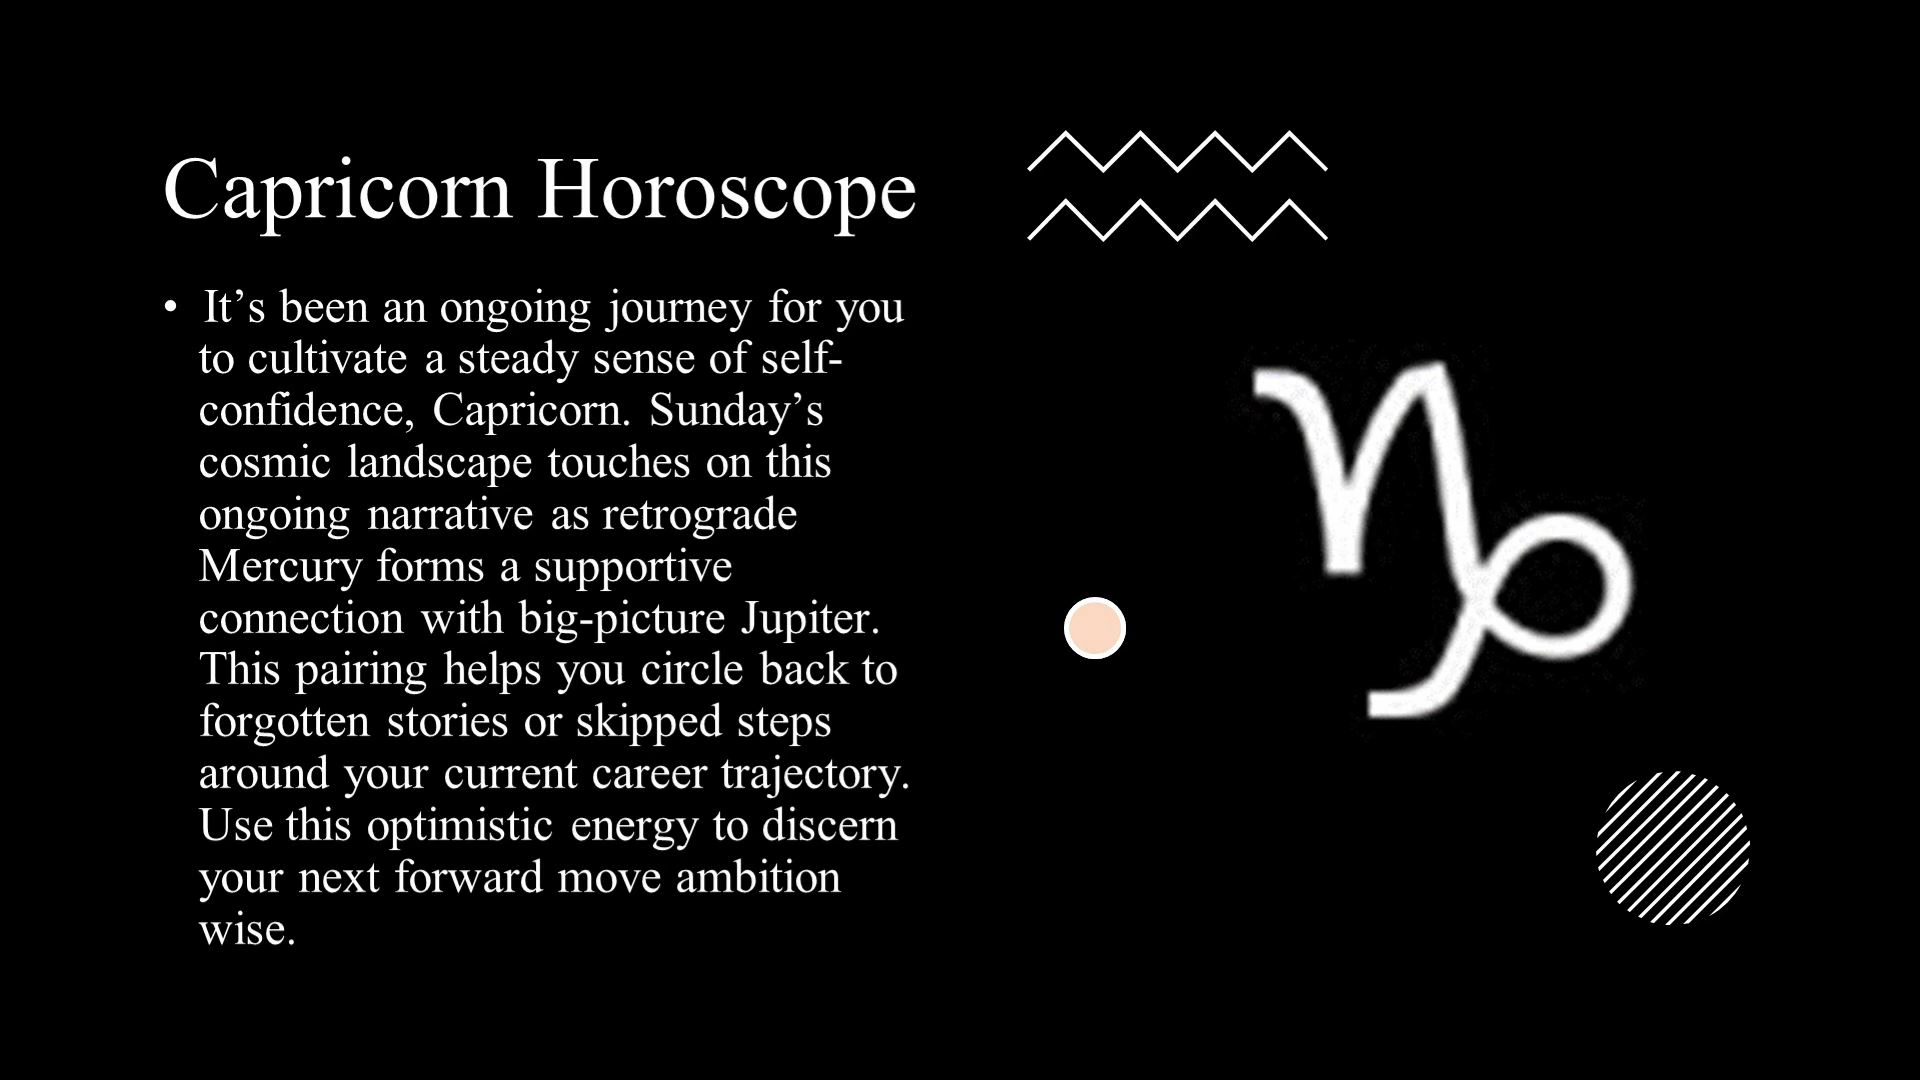 Capricorn Horoscope
• It’s been an ongoing journey for you
to cultivate a steady sense of self-
confidence, Capricorn. Sunday’s
cosmic landscape touches on this
ongoing narrative as retrograde
Mercury forms a supportive
connection with big-picture Jupiter.
This pairing helps you circle back to
forgotten stories or skipped steps
around your current career trajectory.
Use this optimistic energy to discern
your next forward move ambition
wise.